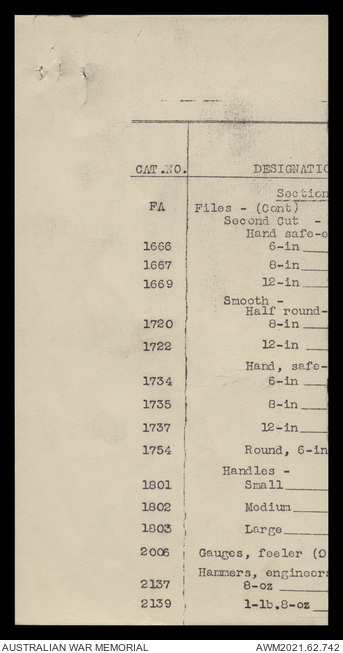 CAT.NO. DESIGNATIO
Section
FA Files - (Cont)
Second Cut -
Hand safe-e
1666 6-in
1667 8-in
1669 12-in
Smooth -
Half round-
1720 8-in
1722 12-in
Hand, safe-
1734 6-in
1735 8-in
1737 12-in
1754 Round, 6-in
Handles -
1801 Small
1802 Medium
1803 Large
2006 Gauges, feeler (O
Hammers, engineers
2137 8-oz
2139 1-lb.8-oz
AUSTRALIAN WAR MEMORIAL AWM2021.62.742